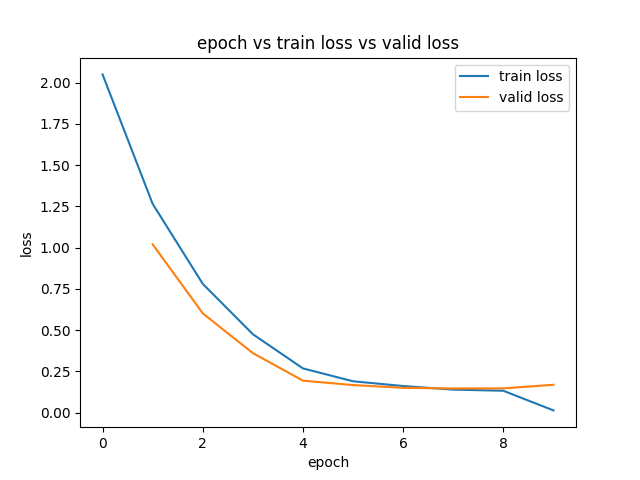 epoch vs train loss vs valid loss
train loss
valid loss
2.00
1.75
1.50
1.25
1.00
0.75
0.50
0.25
0.00
loss
0 2 4 6 8
epoch